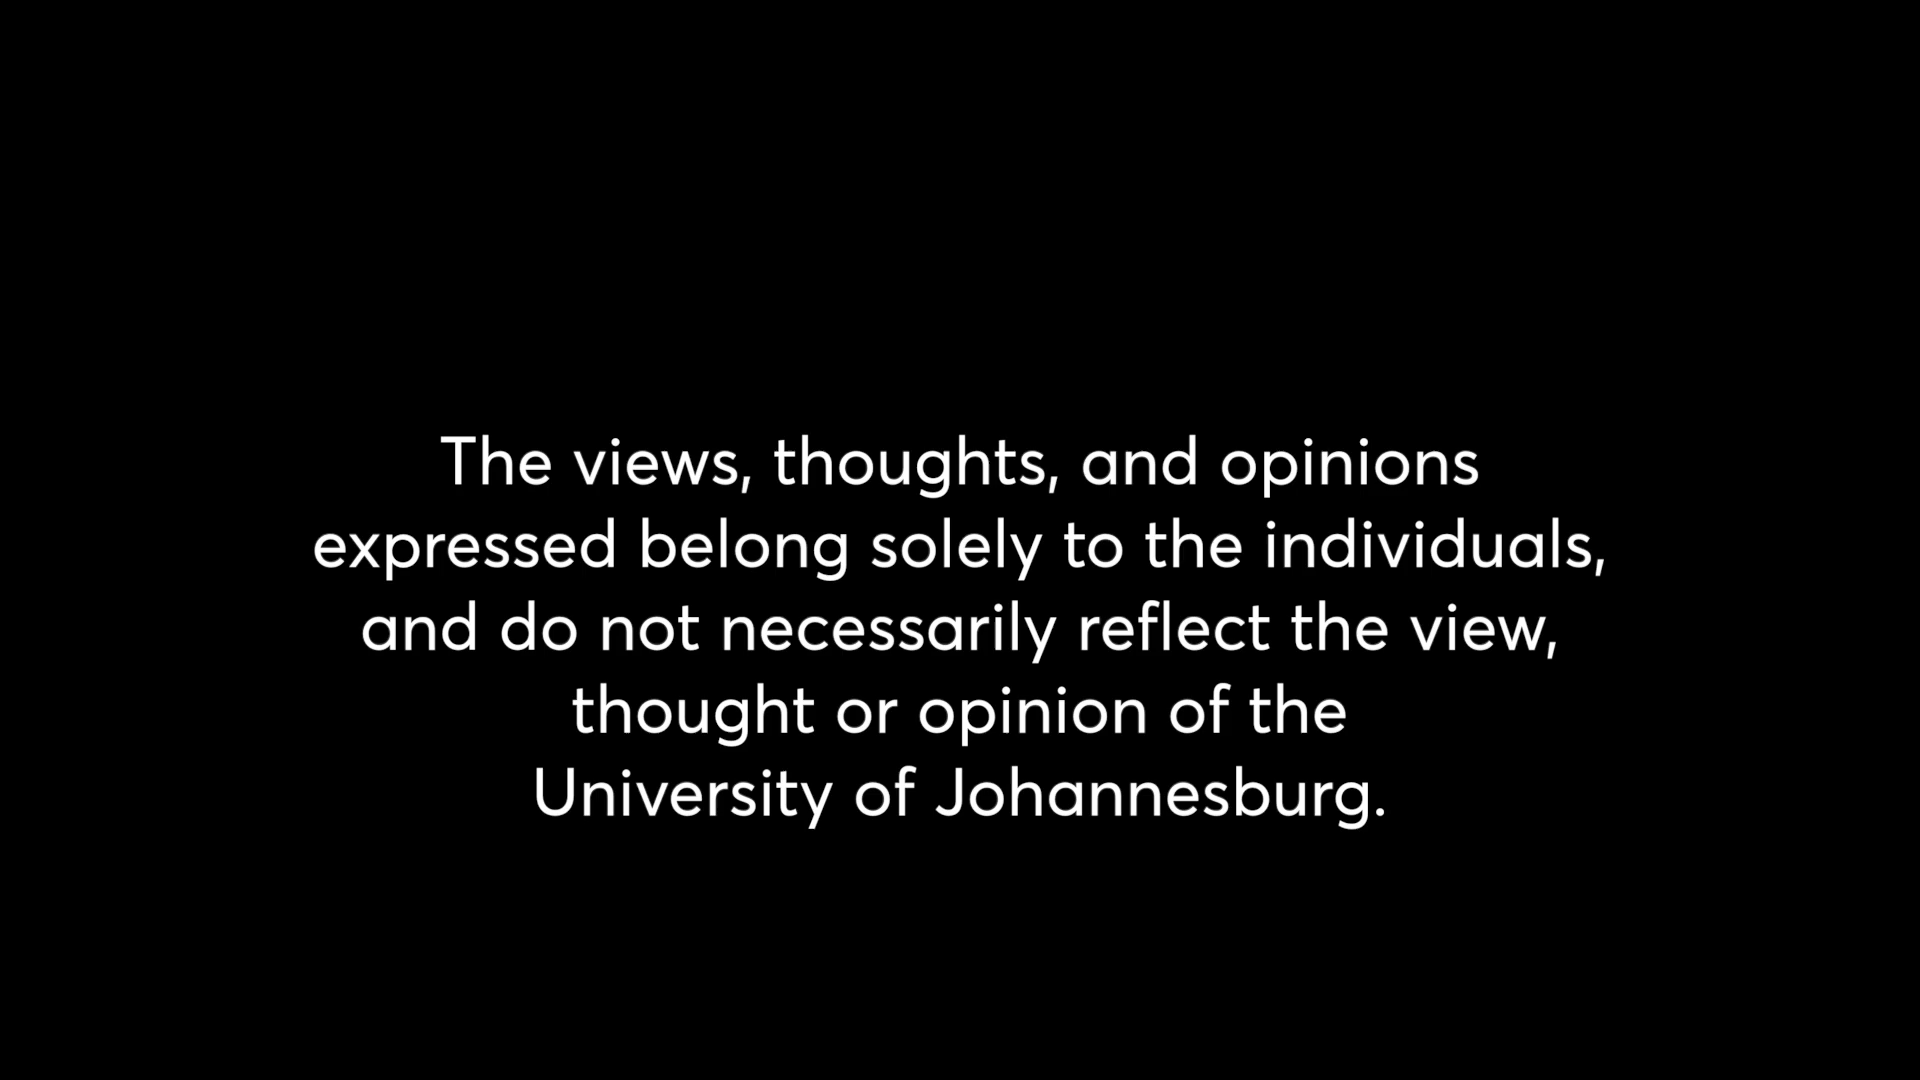 The views, thoughts, and opinions
expressed belong solely to the individuals,
and do not necessarily reflect the view,
thought or opinion of the
University of Johannesburg.